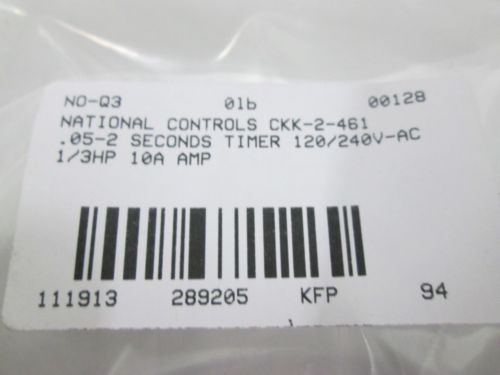 NO-Q3 01b 00128
NATIONAL CONTROLS CKK-2-461
.05-2 SECONDS TIMER 120/240V-AC
1/3HP 10A AMP
111913 289205 KFP 94